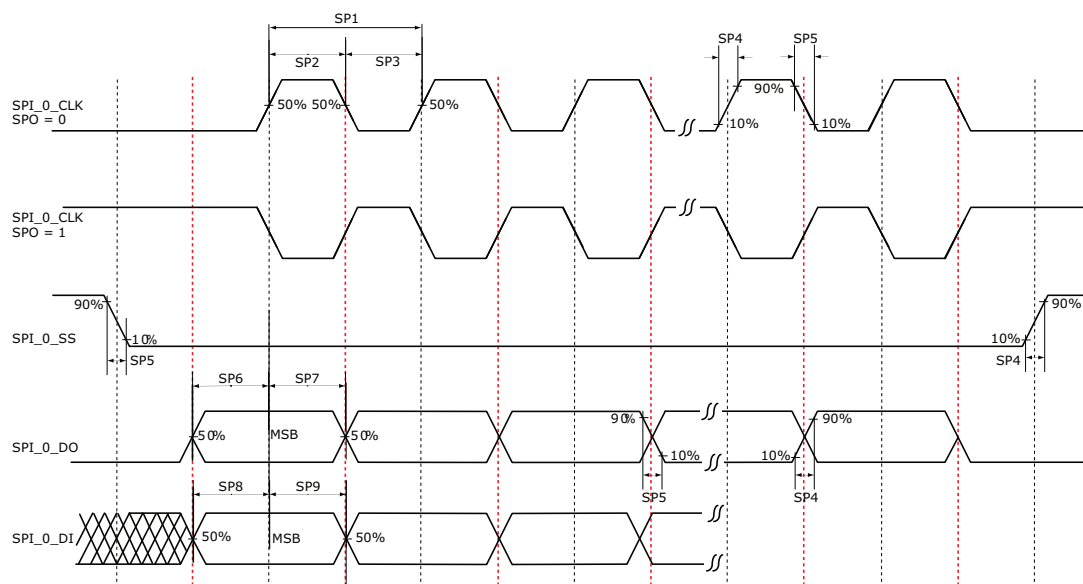 SP1
SP2
SP3
SP4
SP5
SPI_0_CLK
SPO = 0
50%
50%
50%
90%
10%
10%
SPI_0_CLK
SPO = 1
SPI_0_SS
90%
10%
SP5
90%
10%
SP4
SP6
SP7
SPI_0_DO
50%
MSB
50%
90%
10%
SP5
90%
10%
SP4
SP8
SP9
SPI_0_DI
50%
MSB
50%